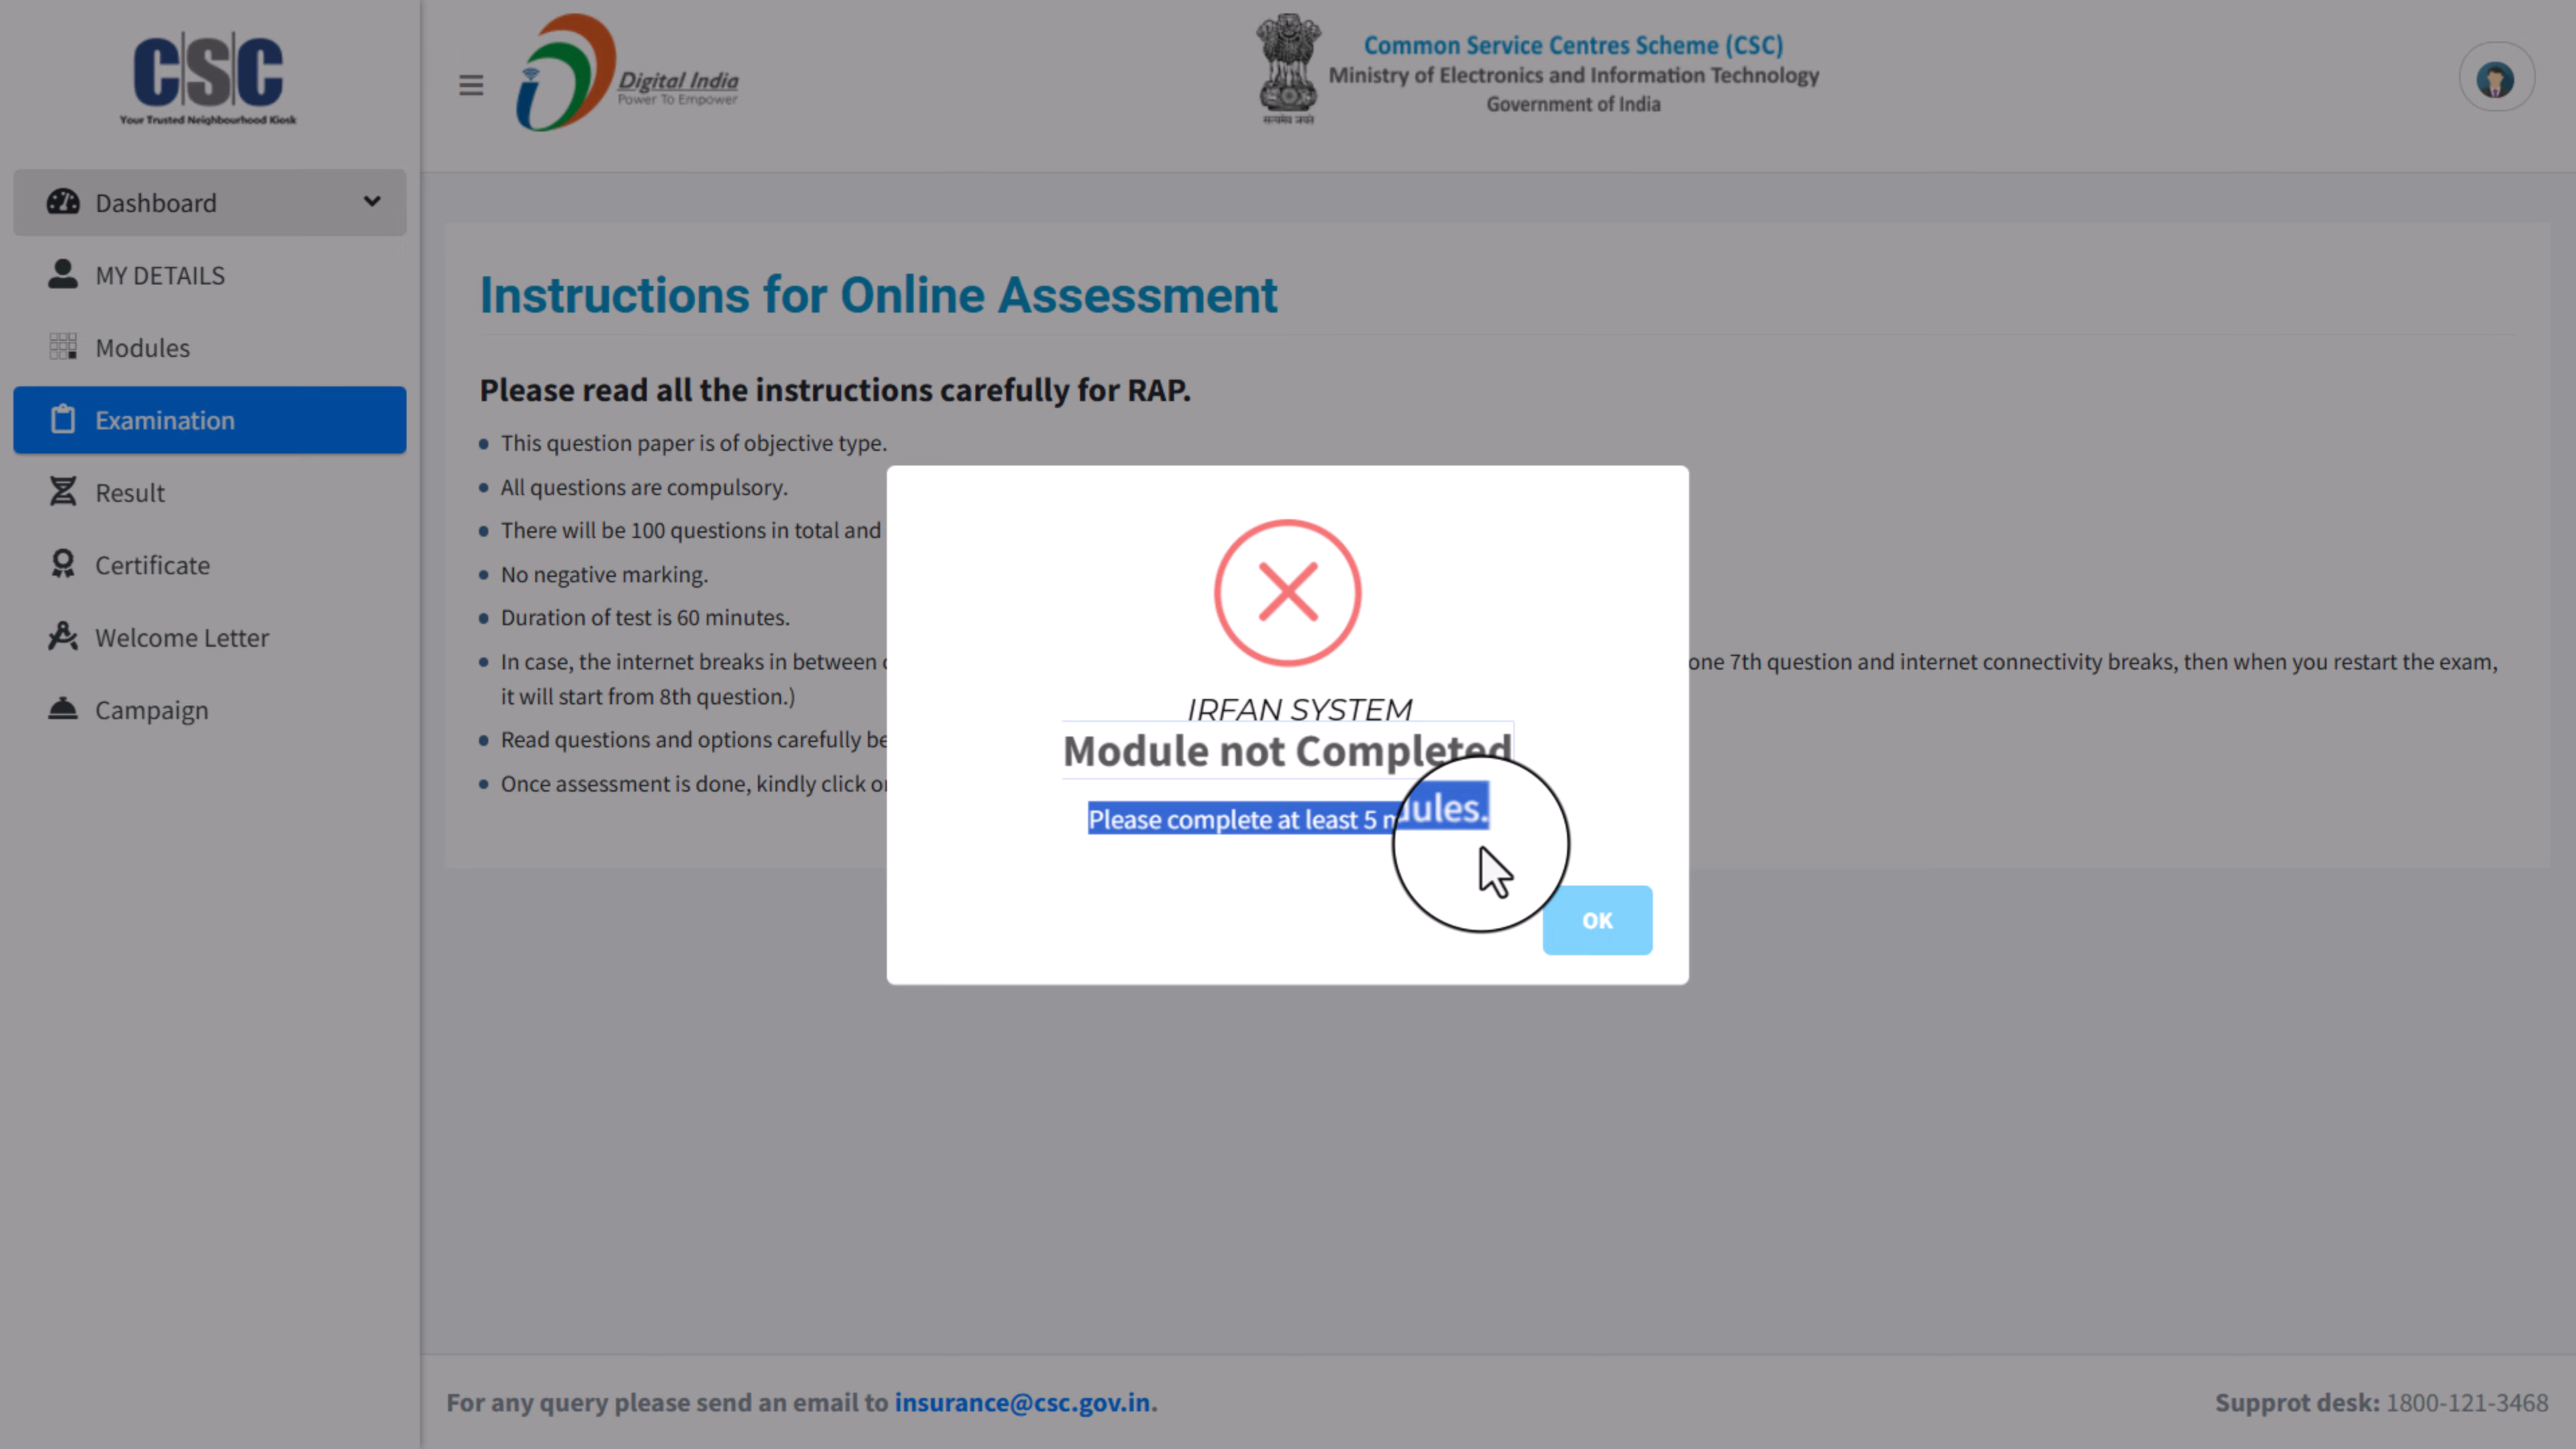 CSC
Your Trusted Neighbourhood Kiosk
Digital India
Power To Empower
सत्यमेव जयते
Common Service Centres Scheme (CSC)
Ministry of Electronics and Information Technology
Government of India
Dashboard
MY DETAILS
Modules
Examination
Result
Certificate
Welcome Letter
Campaign
Instructions for Online Assessment
Please read all the instructions carefully for RAP.
This question paper is of objective type.
All questions are compulsory.
There will be 100 questions in total and
No negative marking.
Duration of test is 60 minutes.
In case, the internet breaks in between
one 7th question and internet connectivity breaks, then when you restart the exam,
it will start from 8th question.)
Read questions and options carefully
Once assessment is done, kindly click
IRFAN SYSTEM
Module not Completed
Please complete at least 5
OK
For any query please send an email to insurance@csc.gov.in.
Supprot desk: 1800-121-3468